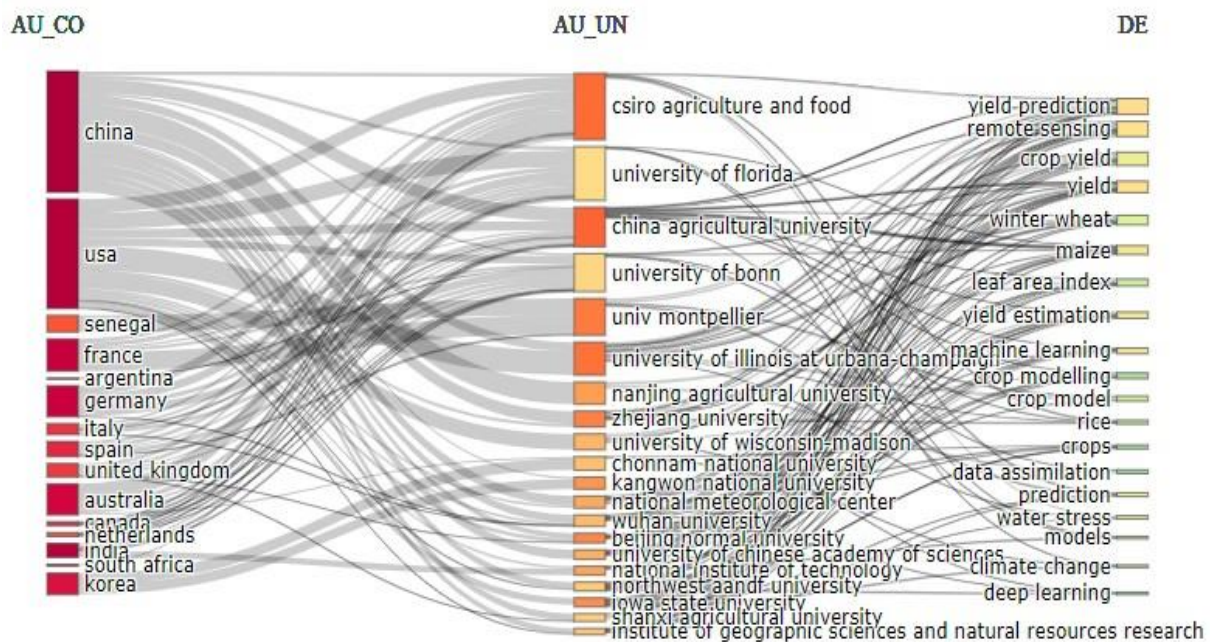 AU_CO
AU_UN
DE
china
usa
senegal
france
argentina
germany
italy
spain
united kingdom
australia
canada
netherlands
india
south africa
korea
csiro agriculture and food
university of florida
china agricultural university
university of bonn
univ montpellier
university of illinois at urbana-champaign
nanjing agricultural university
zhejiang university
university of wisconsin-madison
chonnam national university
kangwon national university
national meteorological center
wuhan university
beijing normal university
university of chinese academy of sciences
national institute of technology
northwest aandf university
iowa state university
shanxi agricultural university
institute of geographic sciences and natural resources research
yield prediction
remote sensing
crop yield
yield
winter wheat
maize
leaf area index
yield estimation
machine learning
crop modelling
crop model
rice
crops
data assimilation
prediction
water stress
models
climate change
deep learning